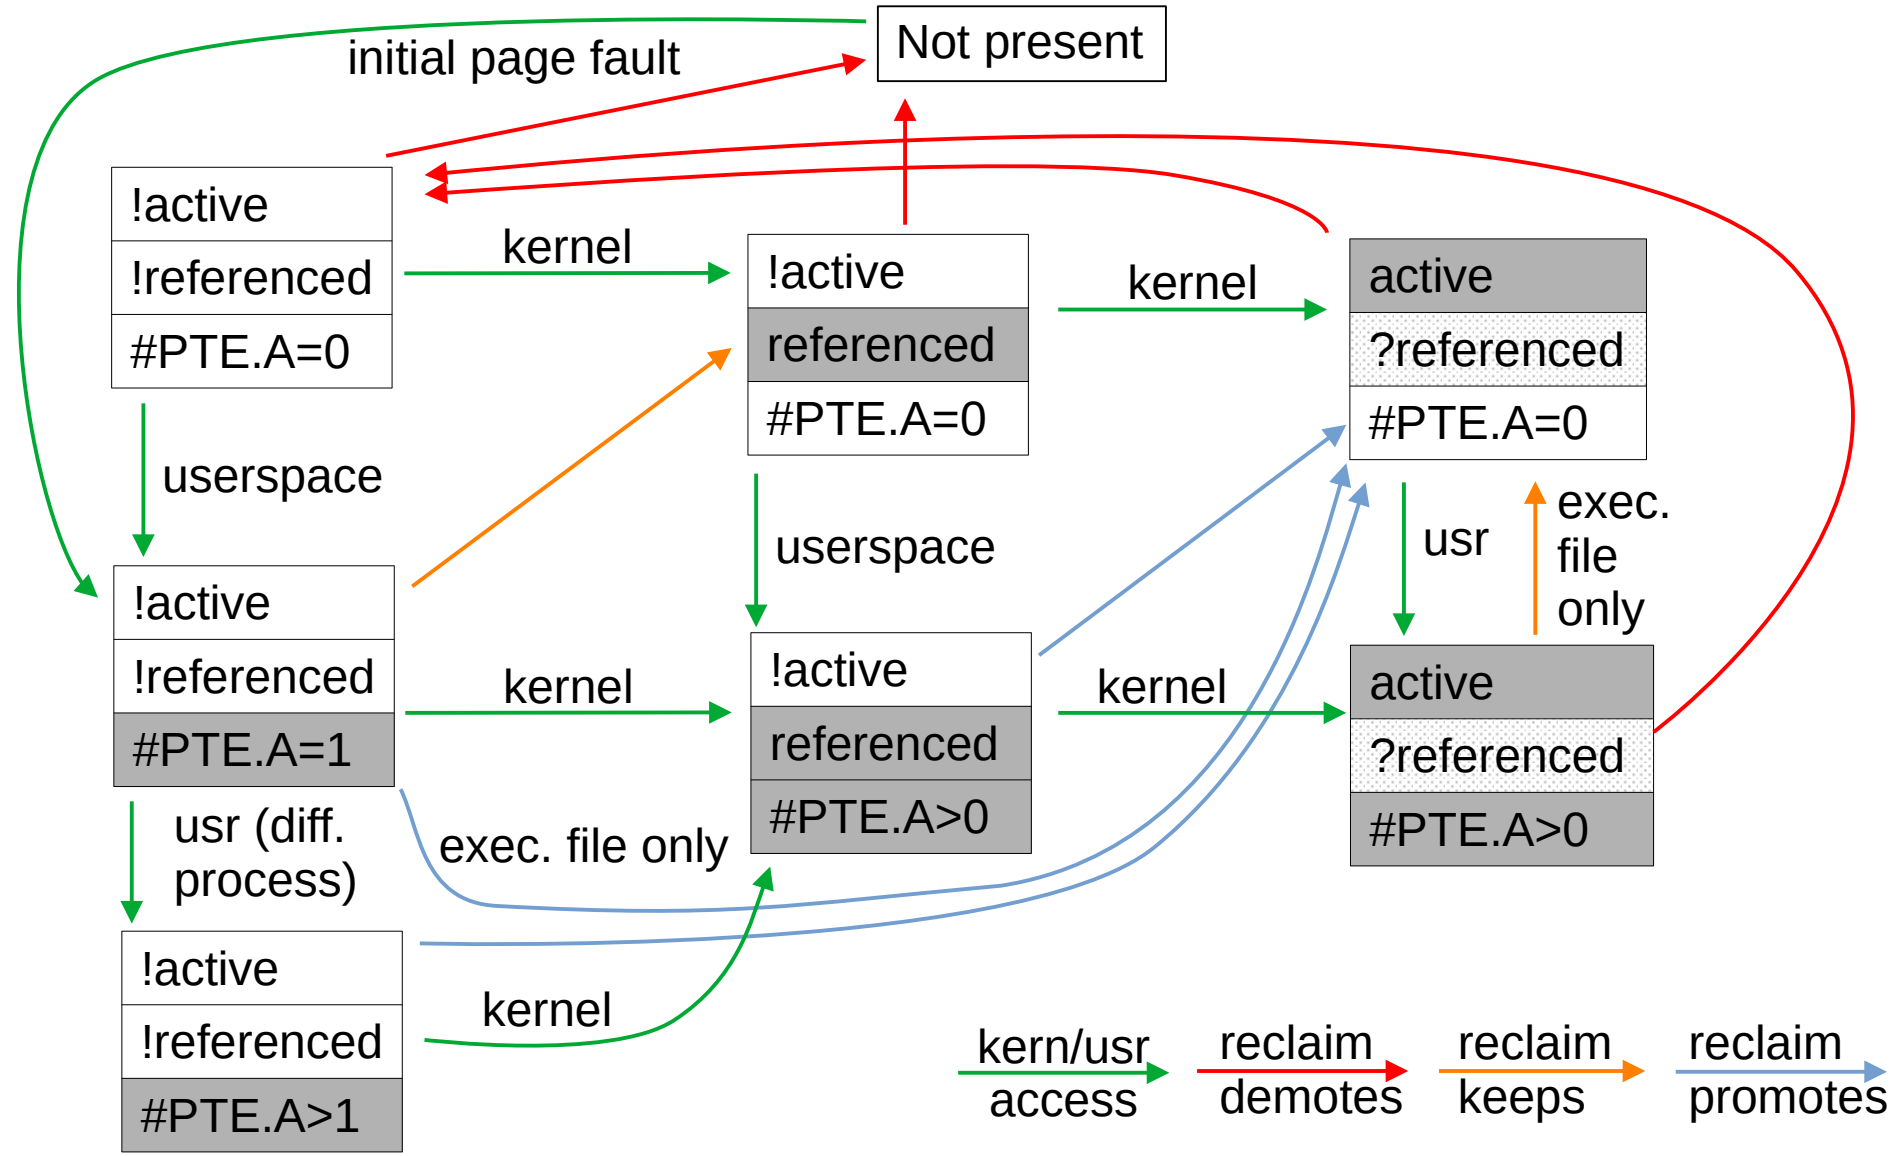 Not present
initial page fault
!active
!referenced
#PTE.A=0
kernel
!active
referenced
#PTE.A=0
kernel
active
?referenced
#PTE.A=0
userspace
userspace
usr
exec.
file
only
!active
!referenced
#PTE.A=1
kernel
!active
referenced
#PTE.A>0
kernel
active
?referenced
#PTE.A>0
usr (diff.
process)
exec. file only
!active
!referenced
#PTE.A>1
kernel
kern/usr
access
reclaim
demotes
reclaim
keeps
reclaim
promotes